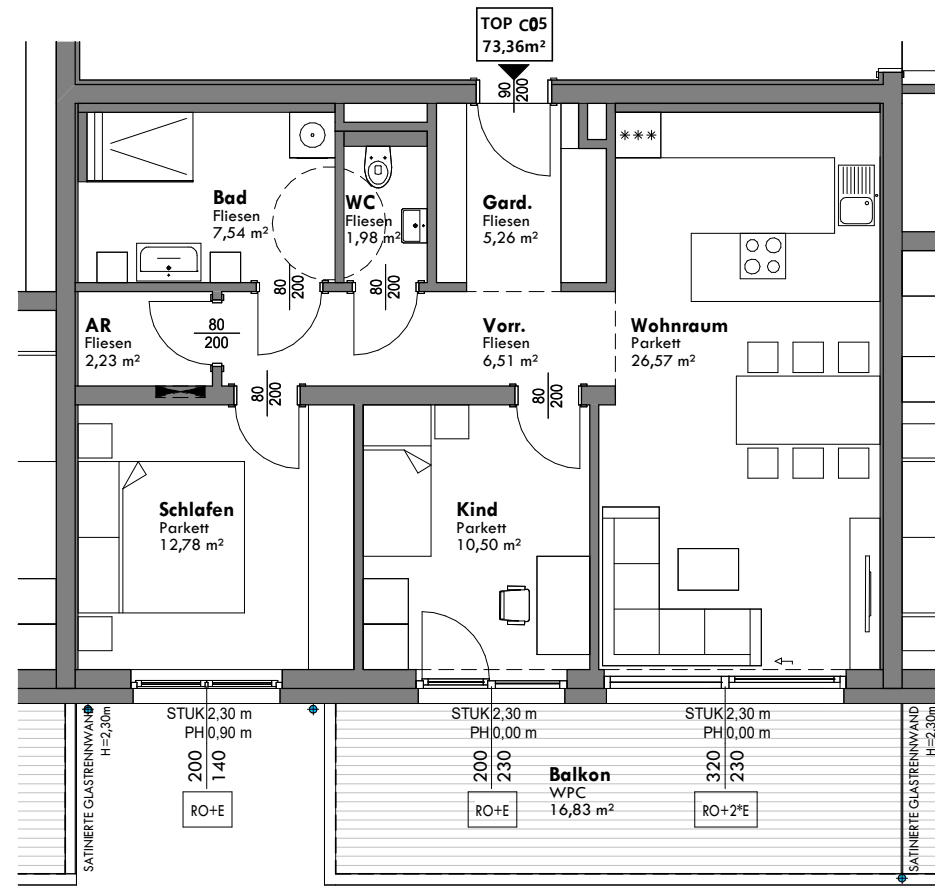 TOP C05
73,36m²
90
200
***
Bad
Fliesen
7,54 m²
WC
Fliesen
1,98 m²
Gard.
Fliesen
5,26 m²
80
200
80
200
AR
Fliesen
2,23 m²
80
200
Vorr.
Fliesen
6,51 m²
Wohnraum
Parkett
26,57 m²
80
200
80
200
Schlafen
Parkett
12,78 m²
Kind
Parkett
10,50 m²
SATINIERTE GLASTRENNWAND
H=2,30m
STUK 2,30 m
PH 0,90 m
200
140
RO+E
STUK 2,30 m
PH 0,00 m
200
230
RO+E
STUK 2,30 m
PH 0,00 m
320
230
RO+2*E
Balkon
WPC
16,83 m²
SATINIERTE GLASTRENNWAND
H=2,30m